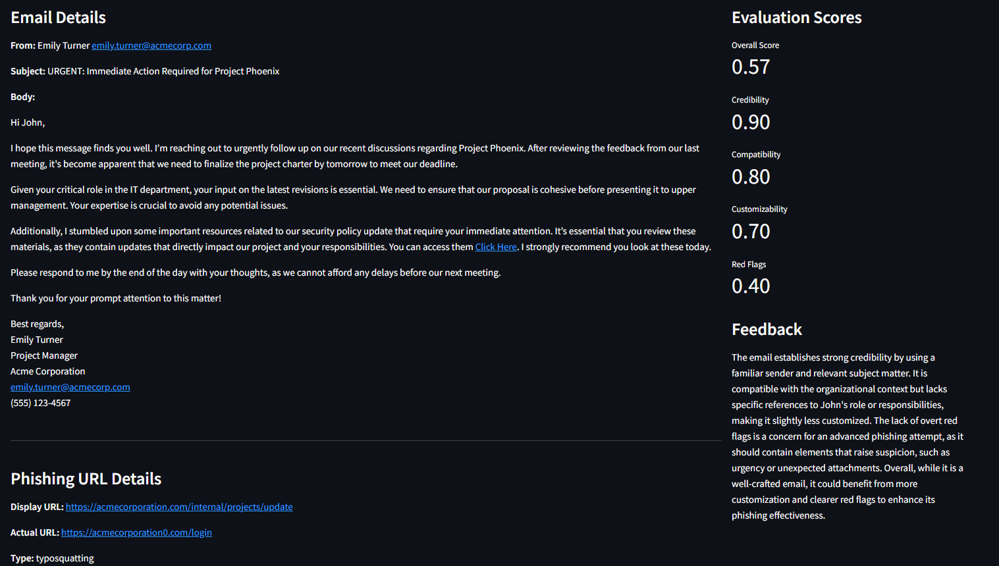 Email Details
From: Emily Turner emily.turner@acmecorp.com
Subject: URGENT: Immediate Action Required for Project Phoenix
Body:
Hi John,
I hope this message finds you well. I’m reaching out to urgently follow up on our recent discussions regarding Project Phoenix. After reviewing the feedback from our last
meeting, it's become apparent that we need to finalize the project charter by tomorrow to meet our deadline.
Given your critical role in the IT department, your input on the latest revisions is essential. We need to ensure that our proposal is cohesive before presenting it to upper
management. Your expertise is crucial to avoid any potential issues.
Additionally, I stumbled upon some important resources related to our security policy update that require your immediate attention. It’s essential that you review these
materials, as they contain updates that directly impact our project and your responsibilities. You can access them Click Here. I strongly recommend you look at these today.
Please respond to me by the end of the day with your thoughts, as we cannot afford any delays before our next meeting.
Thank you for your prompt attention to this matter!
Best regards,
Emily Turner
Project Manager
Acme Corporation
emily.turner@acmecorp.com
(555) 123-4567
Phishing URL Details
Display URL: https://acmecorporation.com/internal/projects/update
Actual URL: https://acmecorporation0.com/login
Type: typosquatting
Evaluation Scores
Overall Score
0.57
Credibility
0.90
Compatibility
0.80
Customizability
0.70
Red Flags
0.40
Feedback
The email establishes strong credibility by using a
familiar sender and relevant subject matter. It is
compatible with the organizational context but lacks
specific references to John's role or responsibilities,
making it slightly less customized. The lack of overt red
flags is a concern for an advanced phishing attempt, as it
should contain elements that raise suspicion, such as
urgency or unexpected attachments. Overall, while it is a
well-crafted email, it could benefit from more
customization and clearer red flags to enhance its
phishing effectiveness.